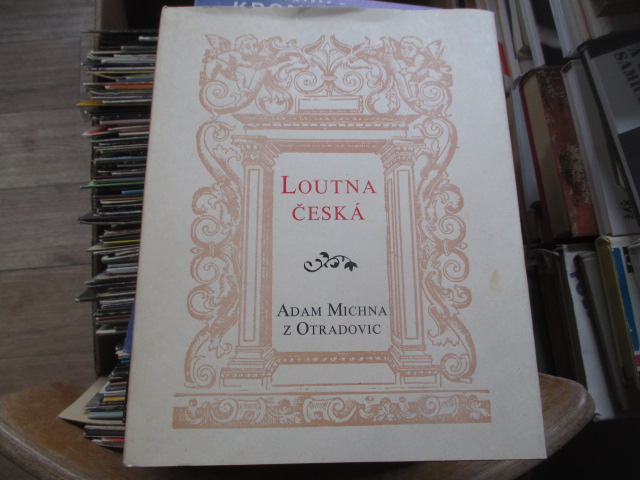 LOUTNA
ČESKÁ
ADAM MICHNA
Z OTRADOVIC